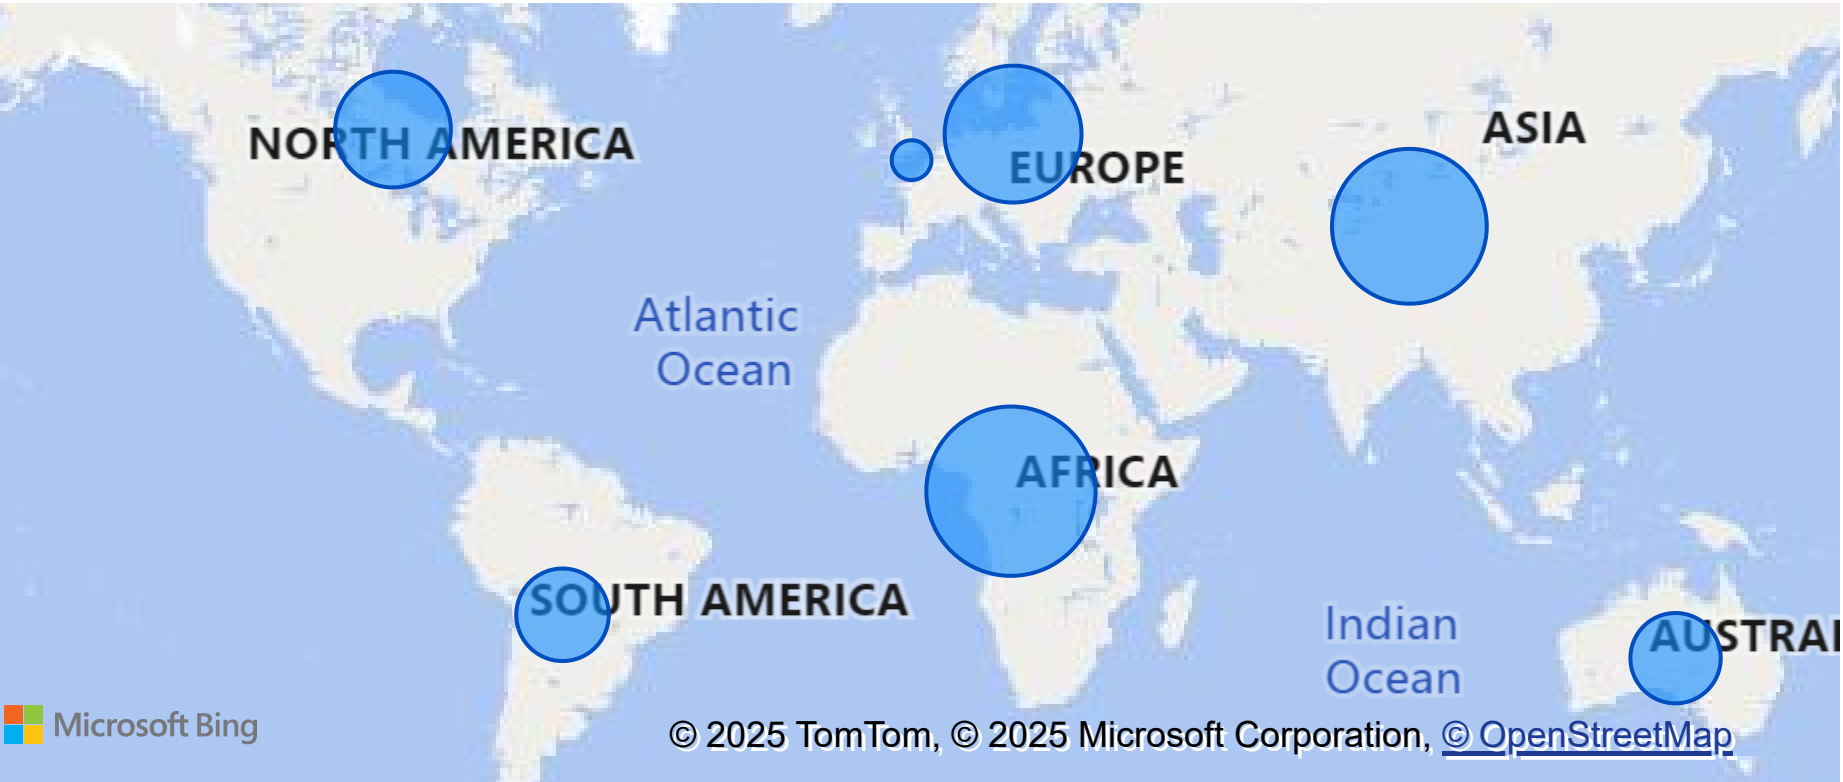 ASIA
NORTH AMERICA
EUROPE
Atlantic
Ocean
AFRICA
SOUTH AMERICA
Indian
Ocean
AUSTRAL
Microsoft Bing
© 2025 TomTom, © 2025 Microsoft Corporation, © OpenStreetMap